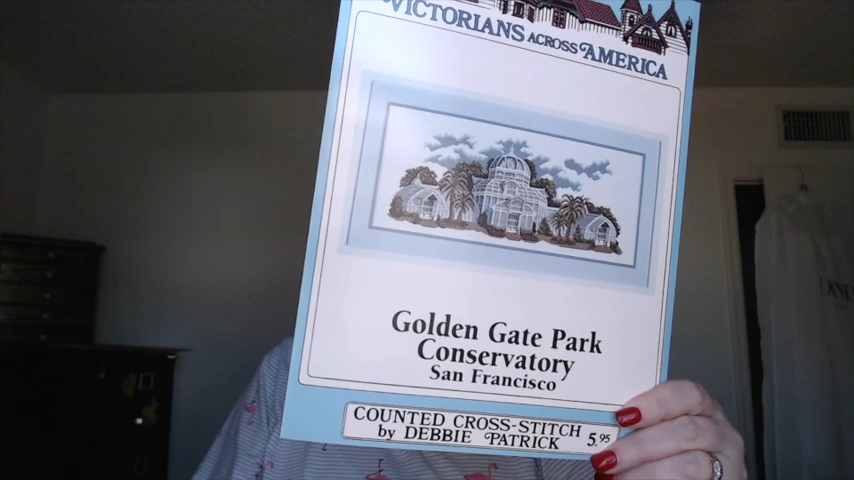 VICTORIANS ACROSS AMERICA
Golden Gate Park
Conservatory
San Francisco
COUNTED CROSS-STITCH
by DEBBIE PATRICK 5.95